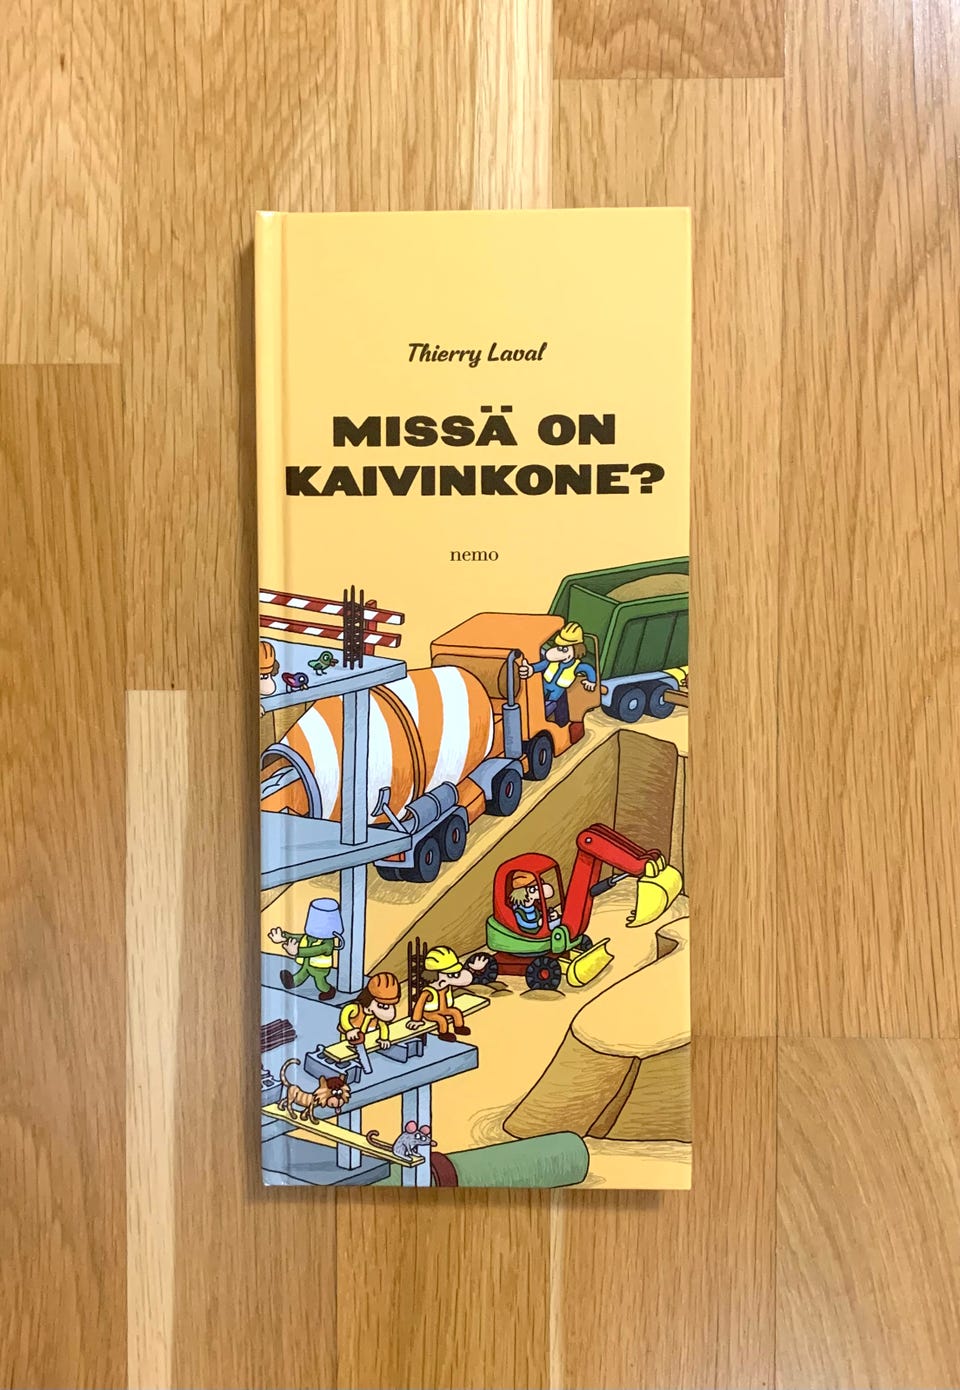 Thierry Laval
MISSÄ ON
KAIVINKONE?
nemo